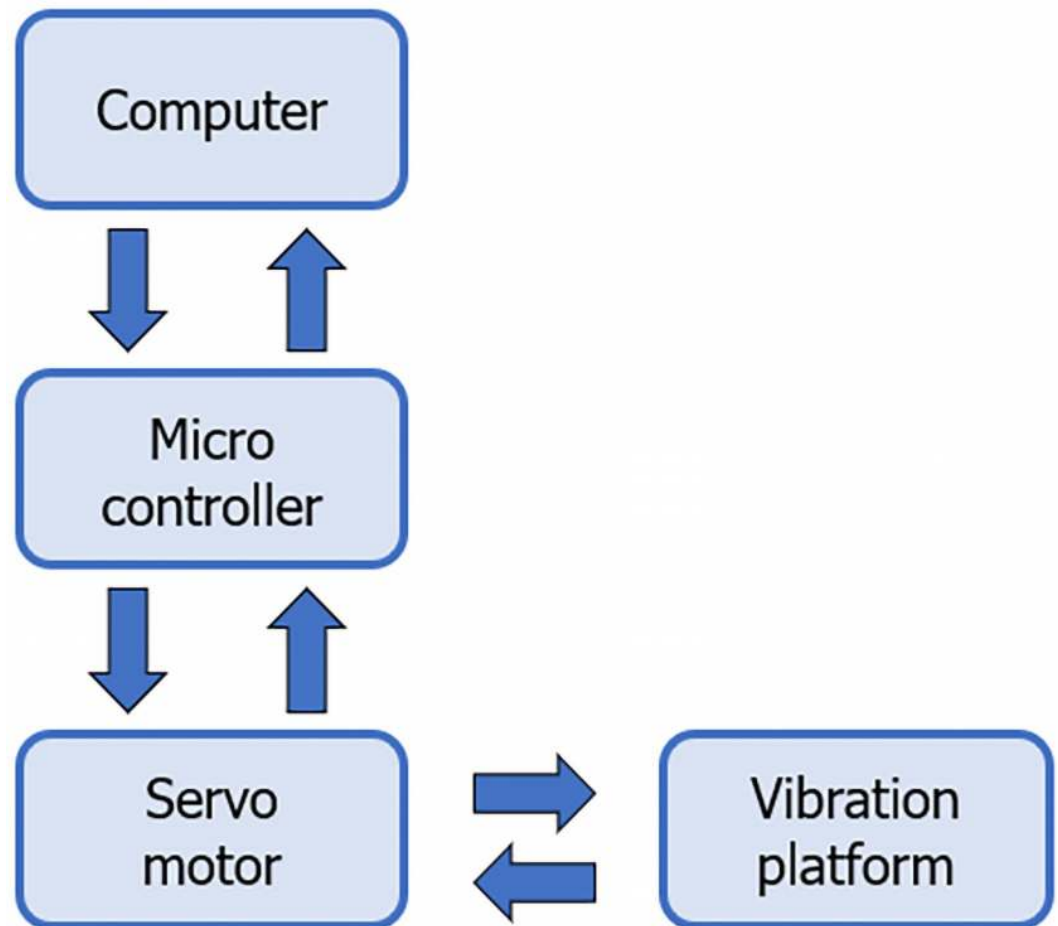 Computer
Micro
controller
Servo
motor
Vibration
platform